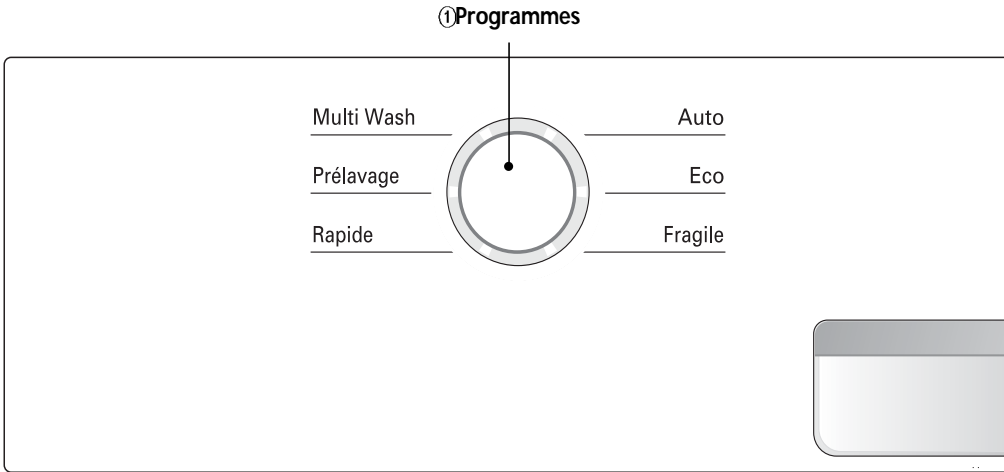 ①Programmes
Multi Wash Auto
Prélavage Eco
Rapide Fragile